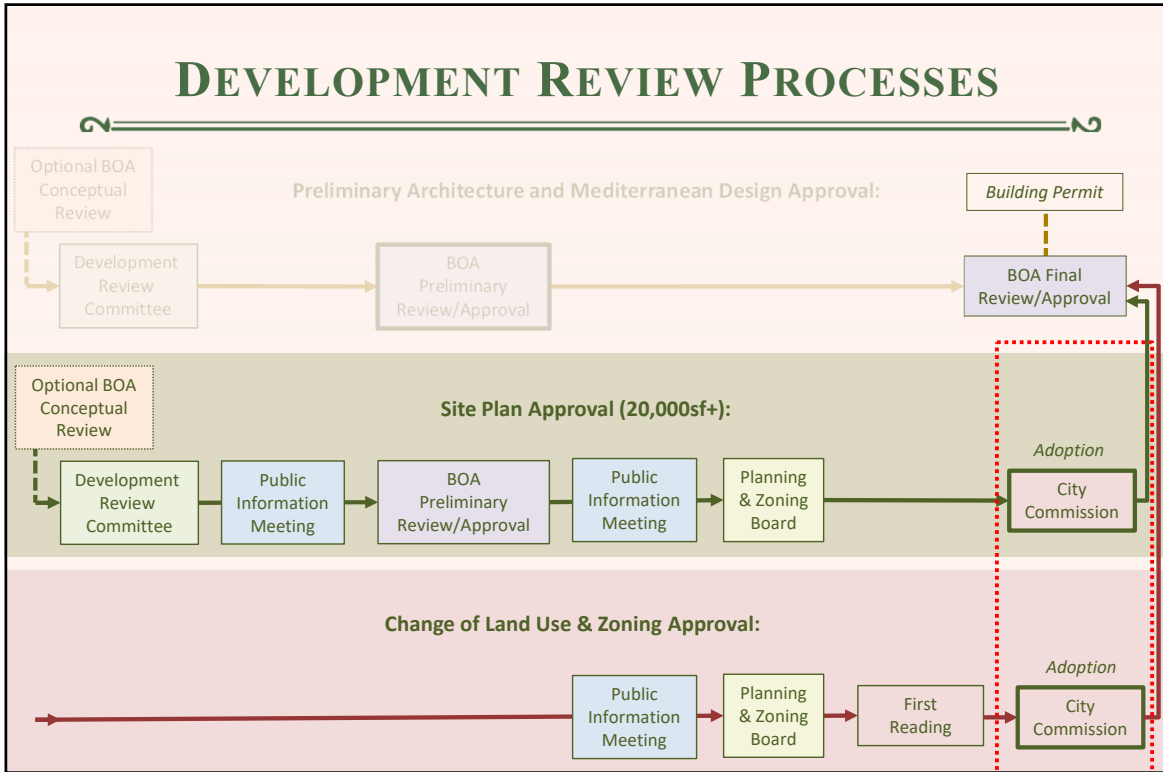 DEVELOPMENT REVIEW PROCESSES
Optional BOA
Conceptual
Review
Preliminary Architecture and Mediterranean Design Approval:
Building Permit
Development
Review
Committee
BOA
Preliminary
Review/Approval
BOA Final
Review/Approval
Optional BOA
Conceptual
Review
Site Plan Approval (20,000sf+):
Development
Review
Committee
Public
Information
Meeting
BOA
Preliminary
Review/Approval
Public
Information
Meeting
Planning
& Zoning
Board
Adoption
City
Commission
Change of Land Use & Zoning Approval:
Public
Information
Meeting
Planning
& Zoning
Board
First
Reading
Adoption
City
Commission